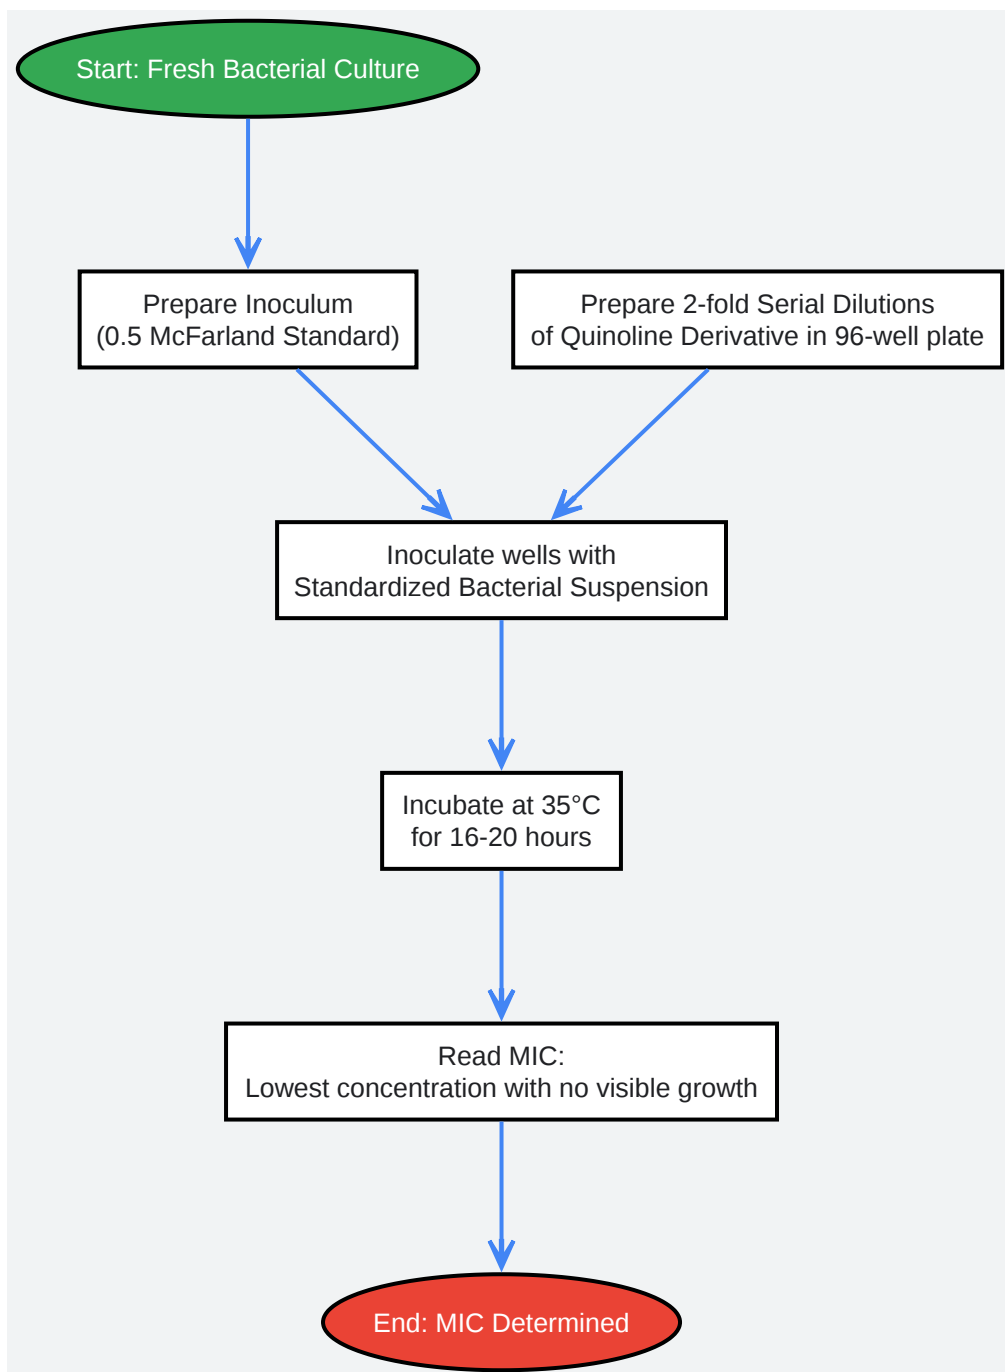 Start: Fresh Bacterial Culture
Prepare Inoculum
(0.5 McFarland Standard)
Prepare 2-fold Serial Dilutions
of Quinoline Derivative in 96-well plate
Inoculate wells with
Standardized Bacterial Suspension
Incubate at 35°C
for 16-20 hours
Read MIC:
Lowest concentration with no visible growth
End: MIC Determined